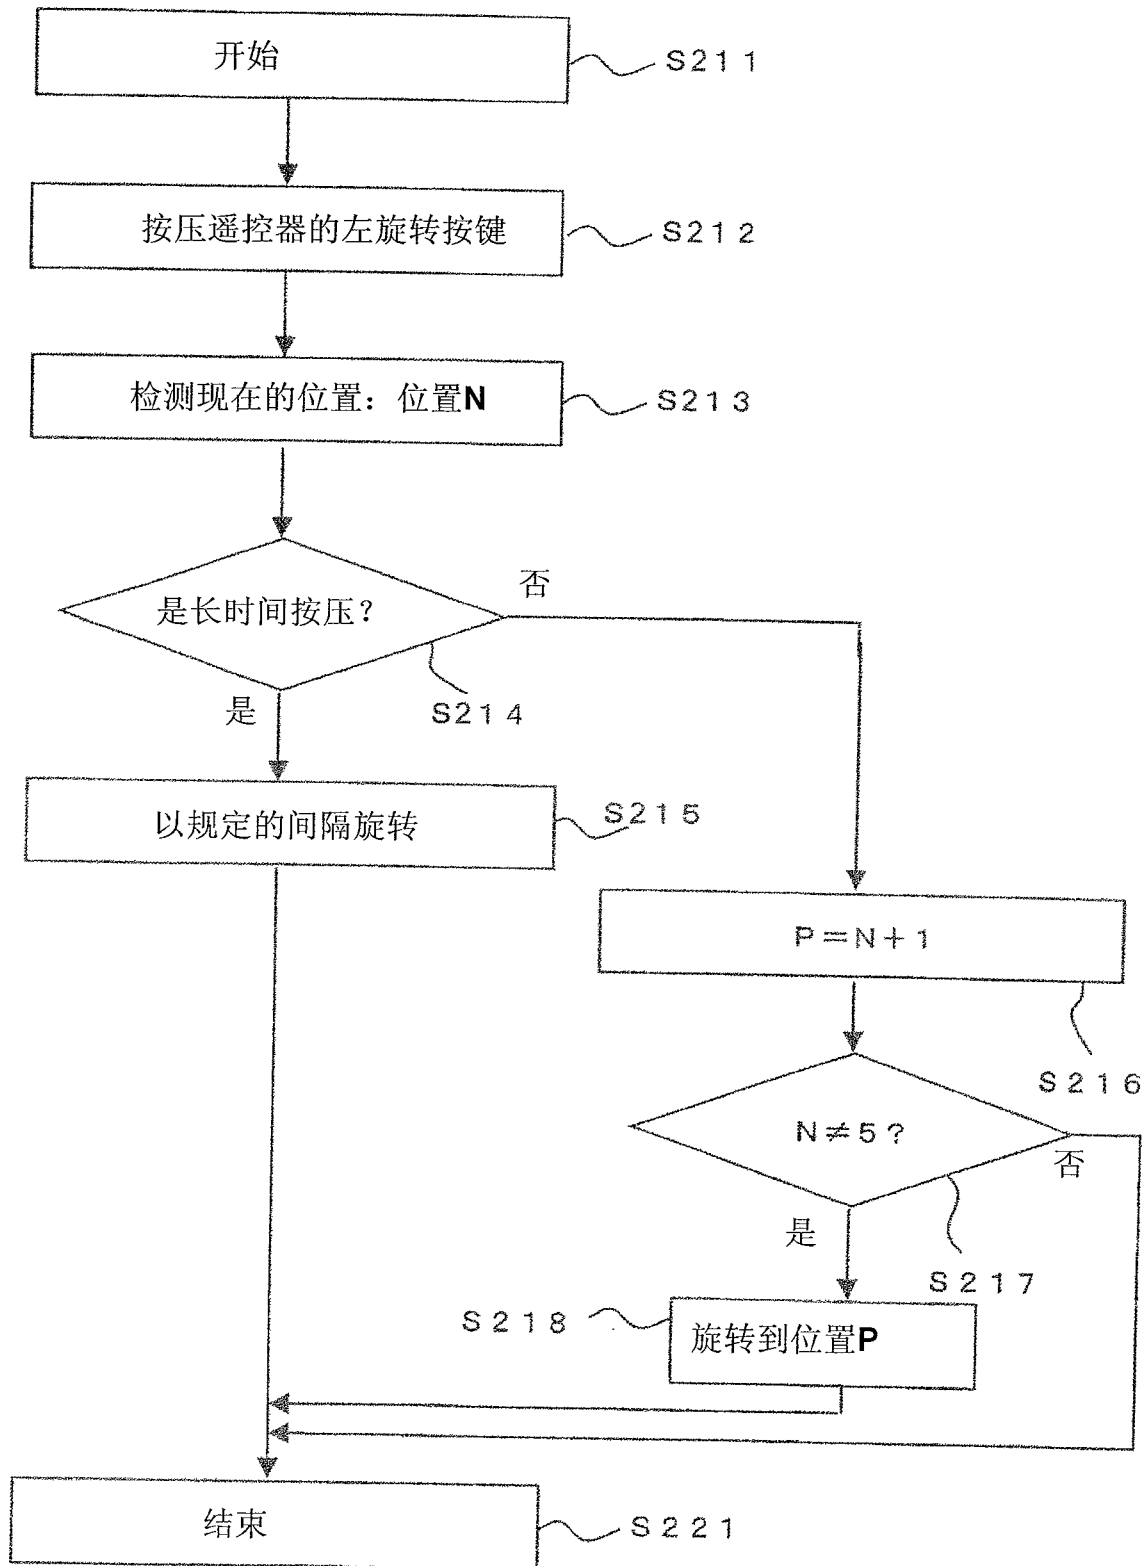 开始
S211
按压遥控器的左旋转按键
S212
检测现在的位置：位置N
S213
是长时间按压？
否
S214
是
以规定的间隔旋转
S215
P＝N＋1
S216
N≠5？
否
是
S217
S218
旋转到位置P
结束
S221